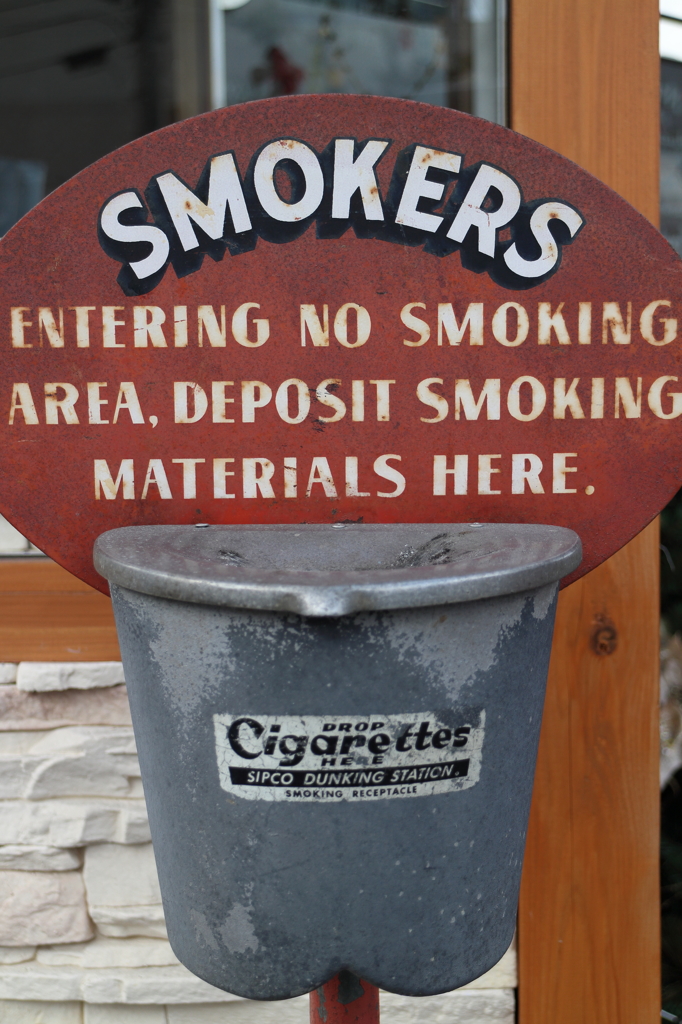 SMOKERS
ENTERING NO SMOKING
AREA, DEPOSIT SMOKING
MATERIALS HERE.
DROP
Cigarettes
HERE
SIPCO DUNKING STATION®
SMOKING RECEPTACLE